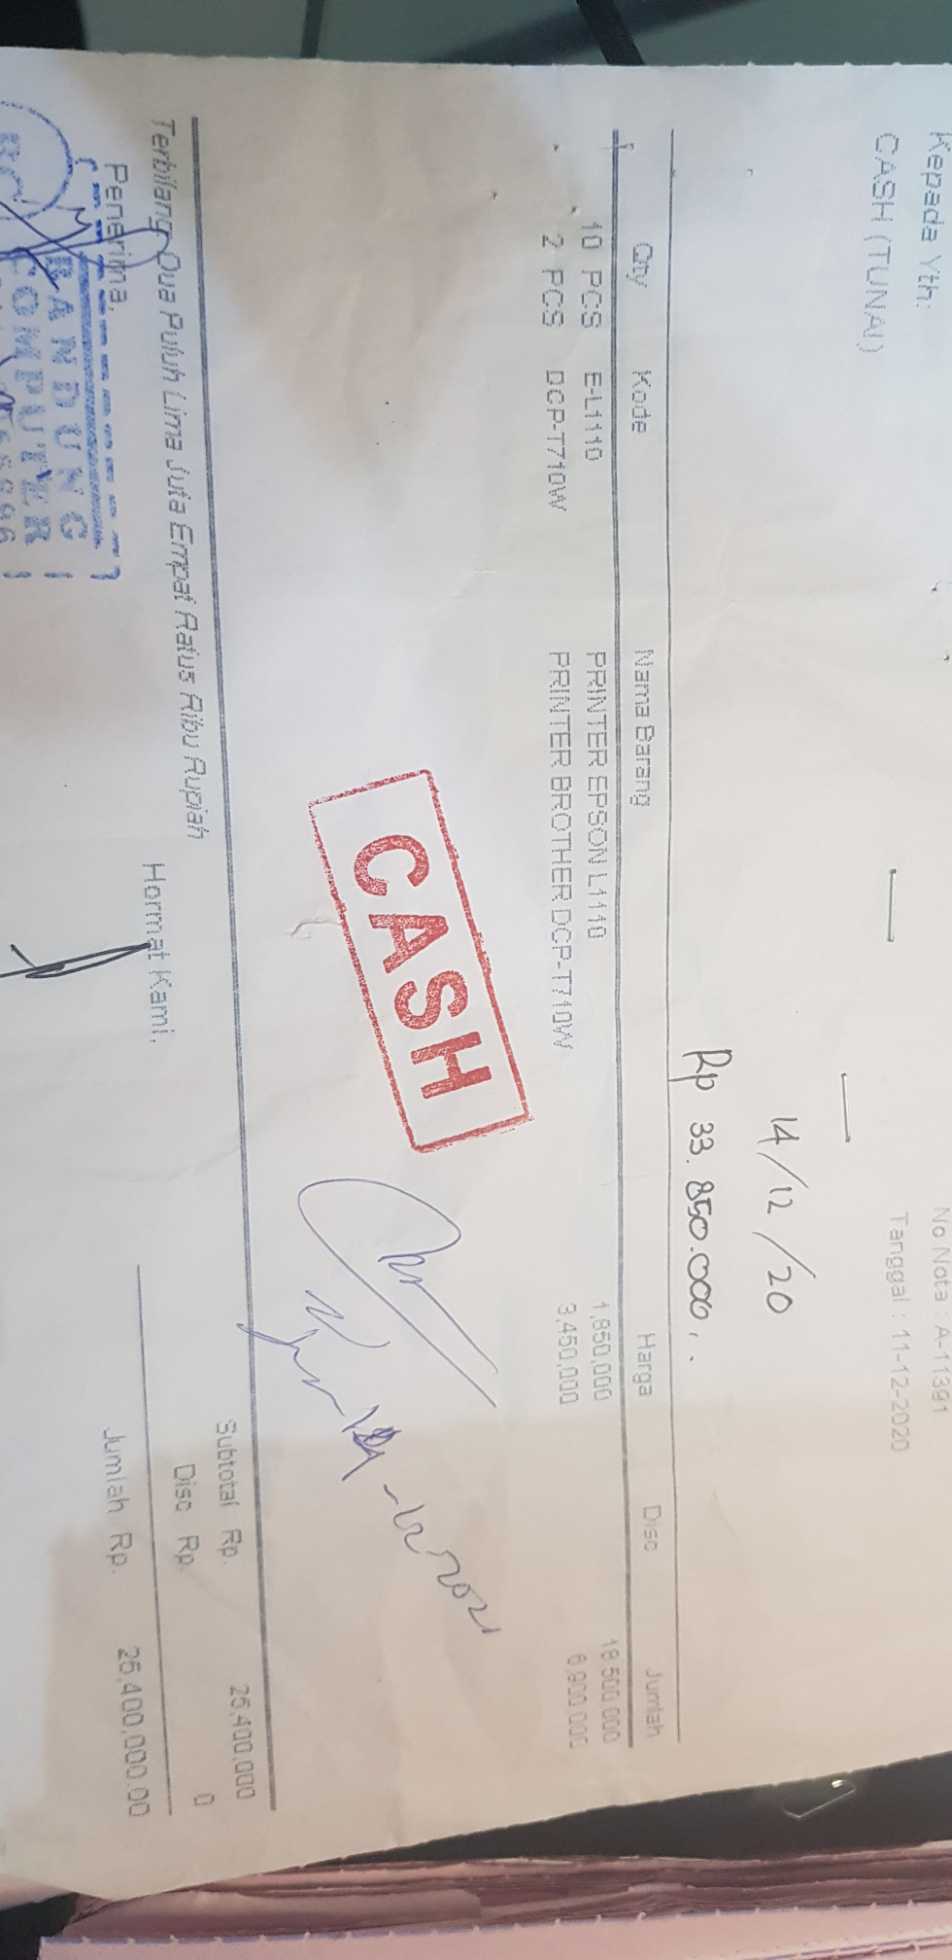 Kepada Yth.
CASH (TUNAI)
No Nota : A-11391
Tanggal : 11-12-2020
14/12/20
Rp 33.850.000,.
Qty Kode Nama Barang Harga Disc Jumlah
10 PCS E-L1110 PRINTER EPSON L1110 1,850,000 18,500,000
2 PCS DCP-T710W PRINTER BROTHER DCP-T710W 3,450,000 6,900,000
CASH
2021
Subtotal Rp. 25,400,000
Disc Rp. 0
Jumlah Rp. 25,400,000.00
Terbilang Dua Puluh Lima Juta Empat Ratus Ribu Rupiah
Penerima,
Hormat Kami,
BANDUNG
COMPUTER